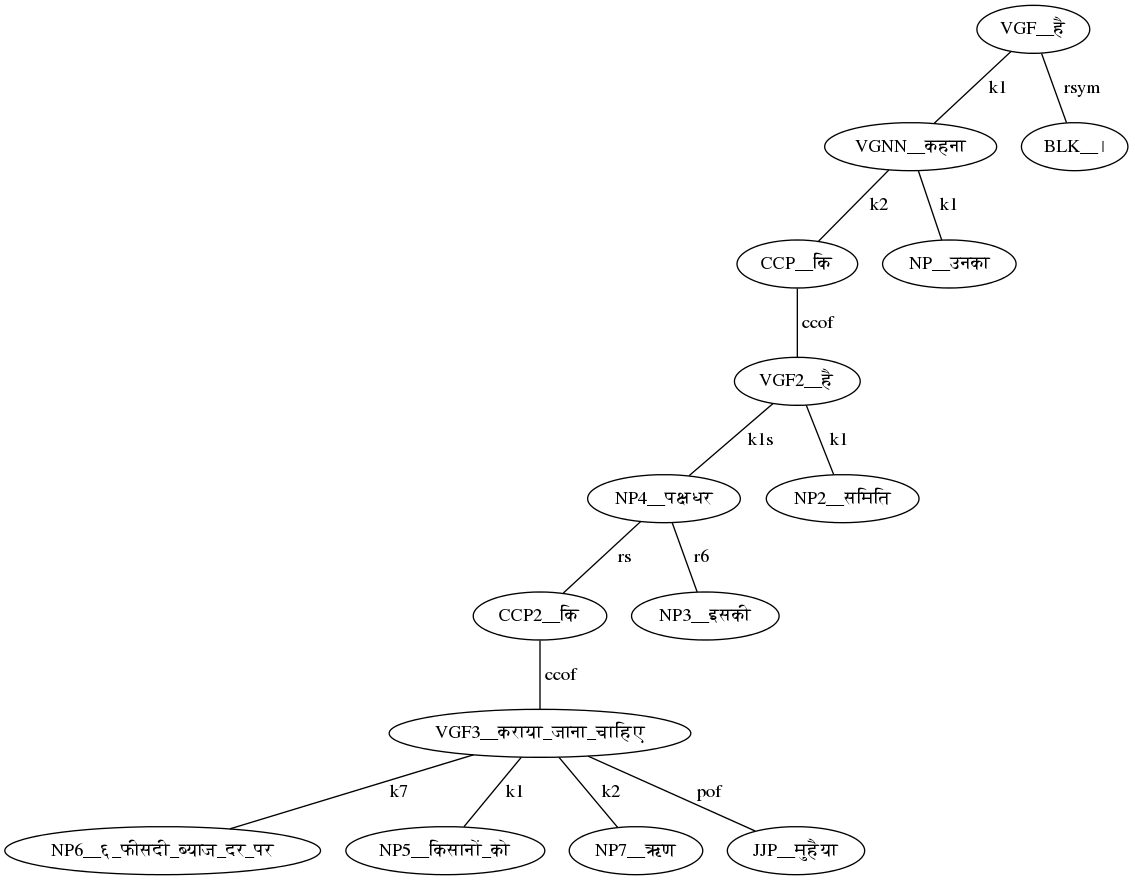 VGF__है
k1 rsym
VGNN__कहना BLK__।
k2 k1
CCP__कि NP__उनका
ccof
VGF2__है
k1s k1
NP4__पक्षधर NP2__समिति
rs r6
CCP2__कि NP3__इसकी
ccof
VGF3__कराया_जाना_चाहिए
k7 k1 k2 pof
NP6__६_फीसदी_ब्याज_दर_पर NP5__किसानों_को NP7__ऋण JJP__मुहैया